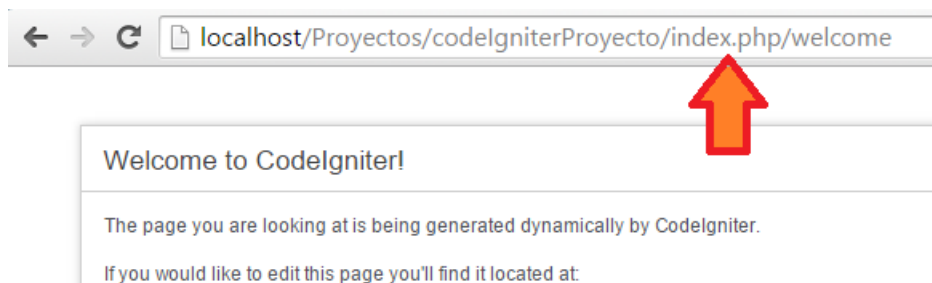 localhost/Proyectos/codeIgniterProyecto/index.php/welcome
Welcome to CodeIgniter!
The page you are looking at is being generated dynamically by CodeIgniter.
If you would like to edit this page you'll find it located at: